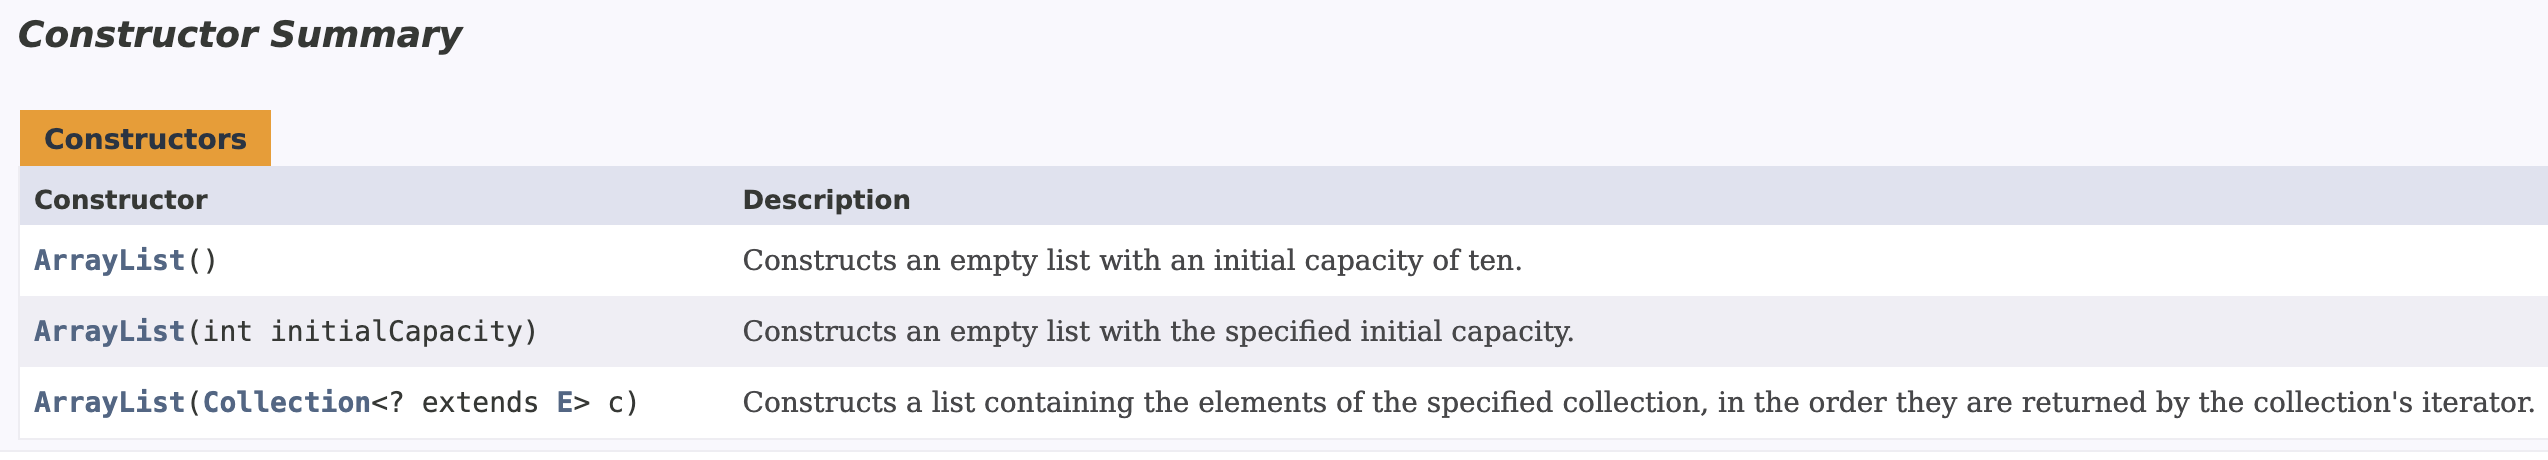 Constructor Summary
Constructors
Constructor Description
ArrayList() Constructs an empty list with an initial capacity of ten.
ArrayList(int initialCapacity) Constructs an empty list with the specified initial capacity.
ArrayList(Collection<? extends E> c) Constructs a list containing the elements of the specified collection, in the order they are returned by the collection's iterator.